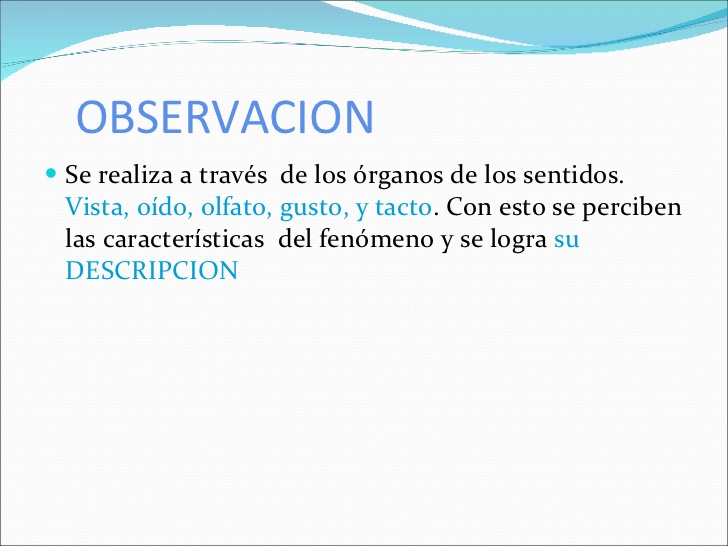 OBSERVACION
Se realiza a través de los órganos de los sentidos.
Vista, oído, olfato, gusto, y tacto. Con esto se perciben
las características del fenómeno y se logra su
DESCRIPCION